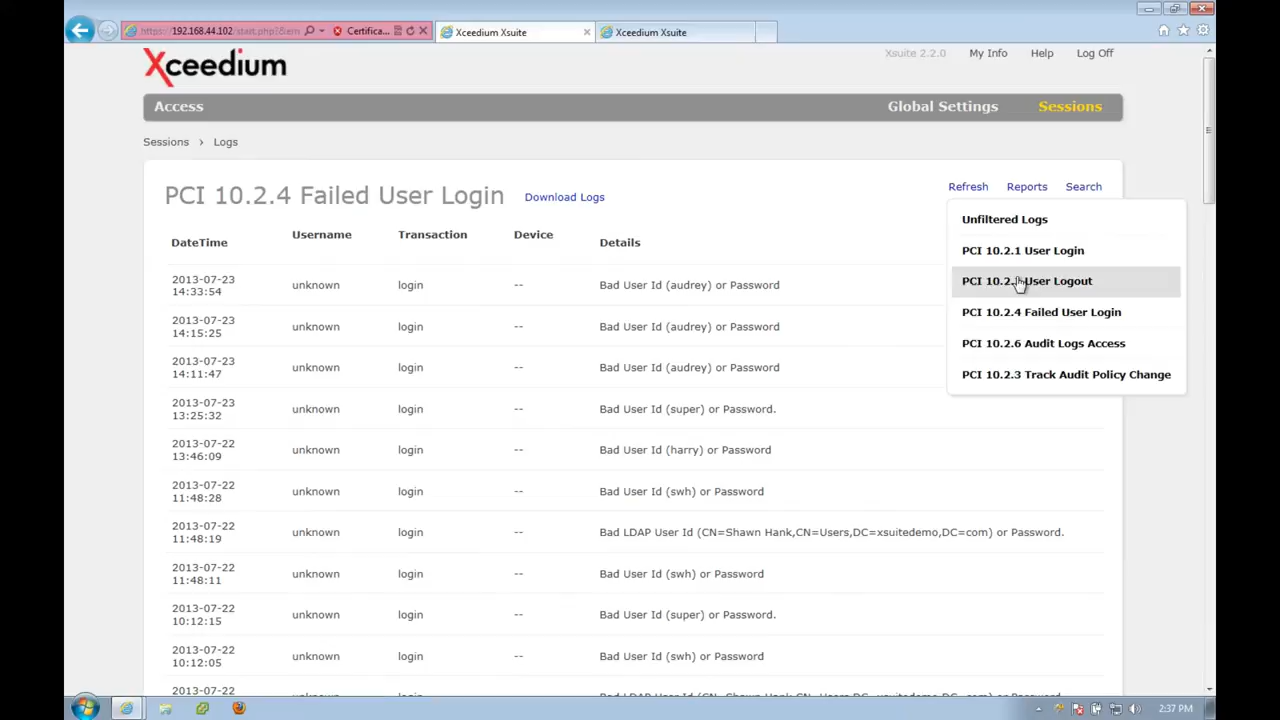 https://192.168.44.102/start.php?&em
Certifica...
Xceedium Xsuite
Xceedium Xsuite
Xceedium
Xsuite 2.2.0 My Info Help Log Off
Access Global Settings Sessions
Sessions › Logs
PCI 10.2.4 Failed User Login Download Logs Refresh Reports Search
Unfiltered Logs
PCI 10.2.1 User Login
PCI 10.2. User Logout
PCI 10.2.4 Failed User Login
PCI 10.2.6 Audit Logs Access
PCI 10.2.3 Track Audit Policy Change
DateTime Username Transaction Device Details
2013-07-23
14:33:54 unknown login -- Bad User Id (audrey) or Password
2013-07-23
14:15:25 unknown login -- Bad User Id (audrey) or Password
2013-07-23
14:11:47 unknown login -- Bad User Id (audrey) or Password
2013-07-23
13:25:32 unknown login -- Bad User Id (super) or Password.
2013-07-22
13:46:09 unknown login -- Bad User Id (harry) or Password
2013-07-22
11:48:28 unknown login -- Bad User Id (swh) or Password
2013-07-22
11:48:19 unknown login -- Bad LDAP User Id (CN=Shawn Hank,CN=Users,DC=xsuitedemo,DC=com) or Password.
2013-07-22
11:48:11 unknown login -- Bad User Id (swh) or Password
2013-07-22
10:12:15 unknown login -- Bad User Id (super) or Password.
2013-07-22
10:12:05 unknown login -- Bad User Id (swh) or Password
2013-07-22
2:37 PM